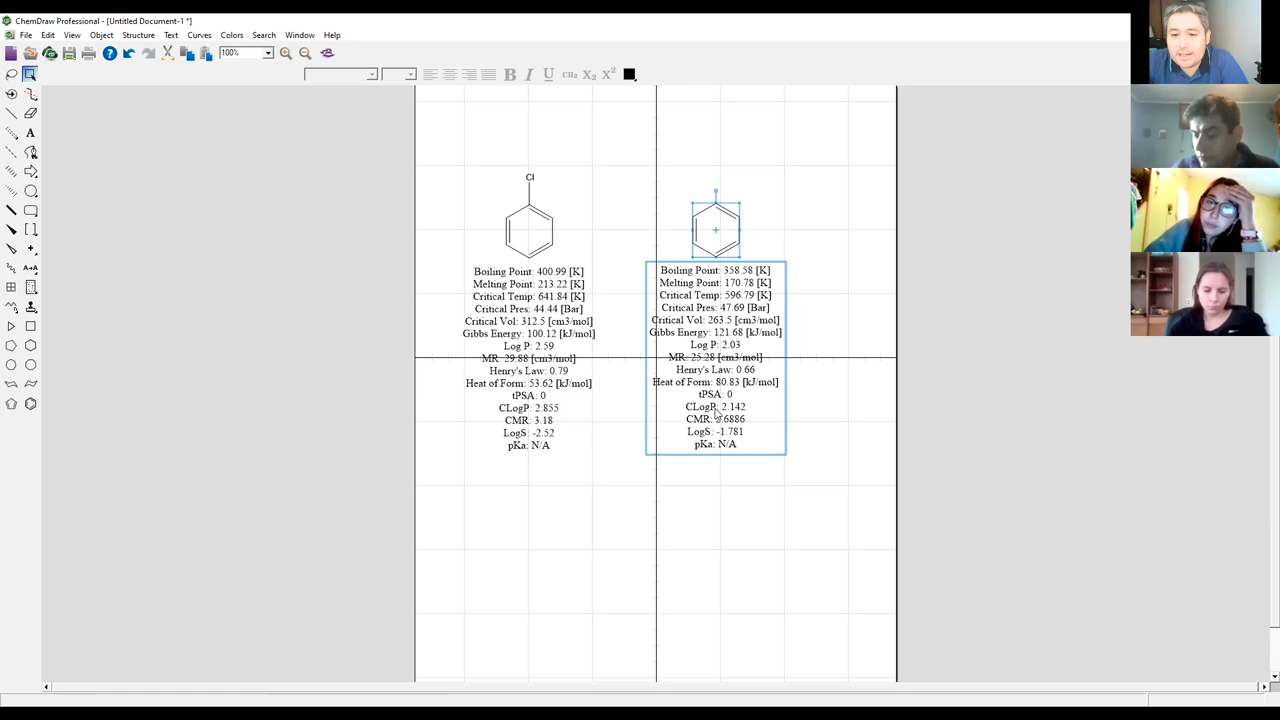 ChemDraw Professional - [Untitled Document-1 *]
File Edit View Object Structure Text Curves Colors Search Window Help
100%
B I U CH2 X2 X2
A
A↔A
Cl
Boiling Point: 400.99 [K]
Melting Point: 213.22 [K]
Critical Temp: 641.84 [K]
Critical Pres: 44.44 [Bar]
Critical Vol: 312.5 [cm3/mol]
Gibbs Energy: 100.12 [kJ/mol]
Log P: 2.59
MR: 29.88 [cm3/mol]
Henry's Law: 0.79
Heat of Form: 53.62 [kJ/mol]
tPSA: 0
CLogP: 2.855
CMR: 3.18
LogS: -2.52
pKa: N/A
Boiling Point: 358.58 [K]
Melting Point: 170.78 [K]
Critical Temp: 596.79 [K]
Critical Pres: 47.69 [Bar]
Critical Vol: 263.5 [cm3/mol]
Gibbs Energy: 121.68 [kJ/mol]
Log P: 2.03
MR: 25.28 [cm3/mol]
Henry's Law: 0.66
Heat of Form: 80.83 [kJ/mol]
tPSA: 0
CLogP: 2.142
CMR: 2.6886
LogS: -1.781
pKa: N/A